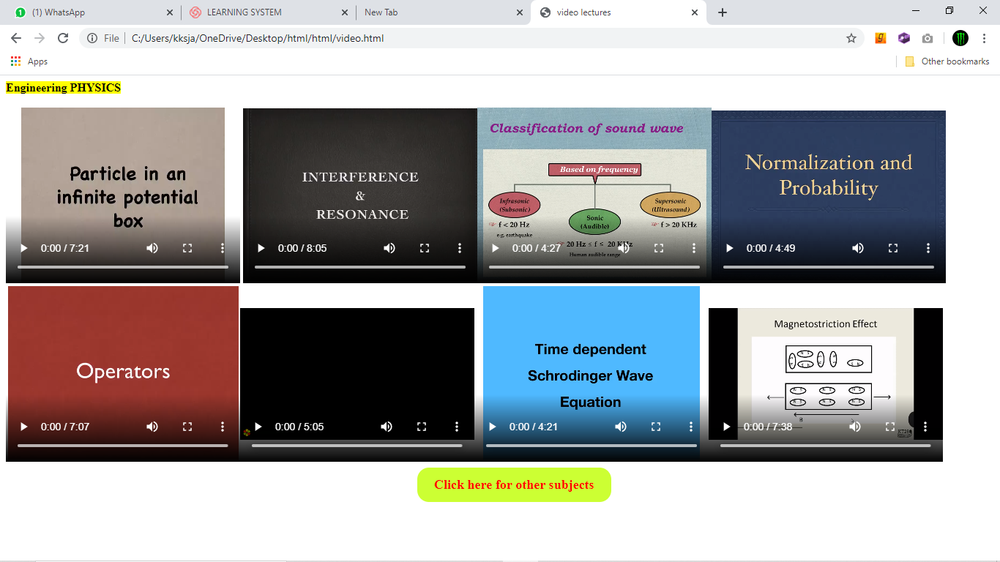 (1) WhatsApp
LEARNING SYSTEM
New Tab
video lectures
File
C:/Users/kksja/OneDrive/Desktop/html/html/video.html
Apps
Other bookmarks
Engineering PHYSICS
Particle in an
infinite potential
box
0:00 / 7:21
INTERFERENCE
&
RESONANCE
0:00 / 8:05
Classification of sound wave
Based on frequency
Infrasonic
(Subsonic)
f < 20 Hz
e.g. earthquake
Sonic
(Audible)
20 Hz ≤ f ≤ 20 KHz
Human audible range
Supersonic
(Ultrasound)
f > 20 KHz
0:00 / 4:27
Normalization and
Probability
0:00 / 4:49
Operators
0:00 / 7:07
0:00 / 5:05
Time dependent
Schrodinger Wave
Equation
0:00 / 4:21
Magnetostriction Effect
0:00 / 7:38
Click here for other subjects